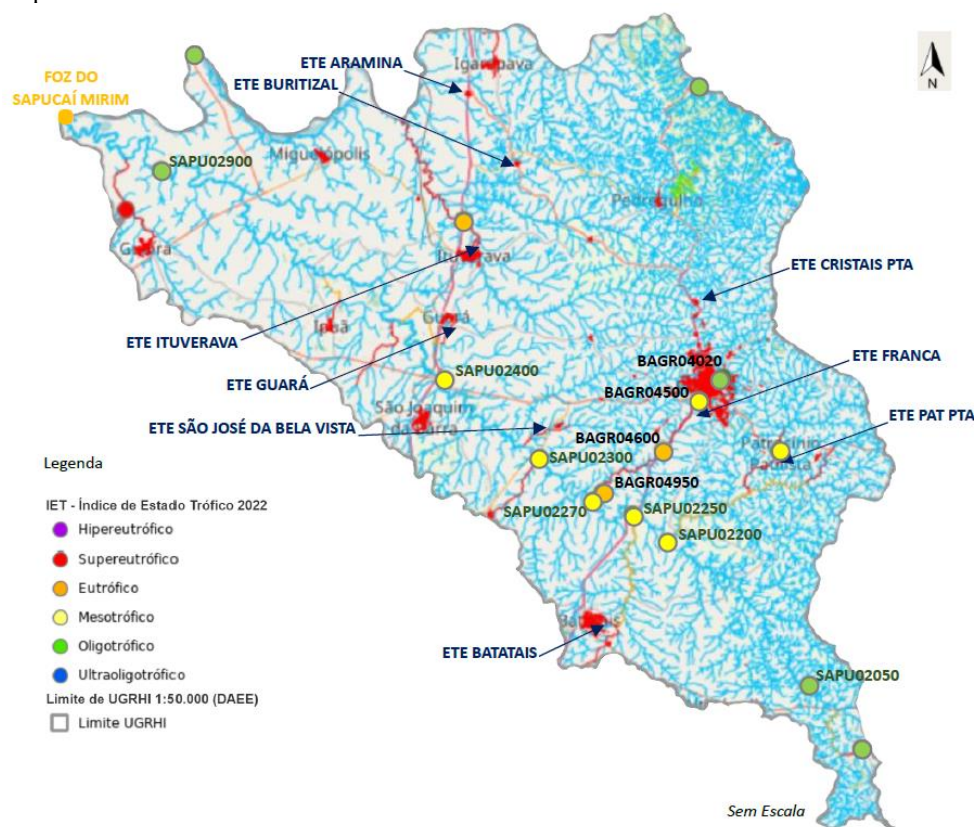 ETE ARAMINA
Igarapava
ETE BURITIZAL
N
FOZ DO
SAPUCAÍ MIRIM
SAPU02900
Miguelópolis
Pedregulho
Guaíra
Ituverava
ETE CRISTAIS PTA
Ipuã
Guará
ETE ITUVERAVA
BAGR04020
ETE FRANCA
SAPU02400
ETE GUARÁ
BAGR04500
São Joaquim
da Barra
ETE PAT PTA
ETE SÃO JOSÉ DA BELA VISTA
BAGR04600
Patrocínio
Paulista
SAPU02300
Legenda
BAGR04950
IET - Índice de Estado Trófico 2022
SAPU02270
SAPU02250
Hipereutrófico
SAPU02200
Supereutrófico
Eutrófico
Mesotrófico
Batatais
Oligotrófico
ETE BATATAIS
Ultraoligotrófico
SAPU02050
Limite de UGRHI 1:50.000 (DAEE)
Limite UGRHI
Sem Escala